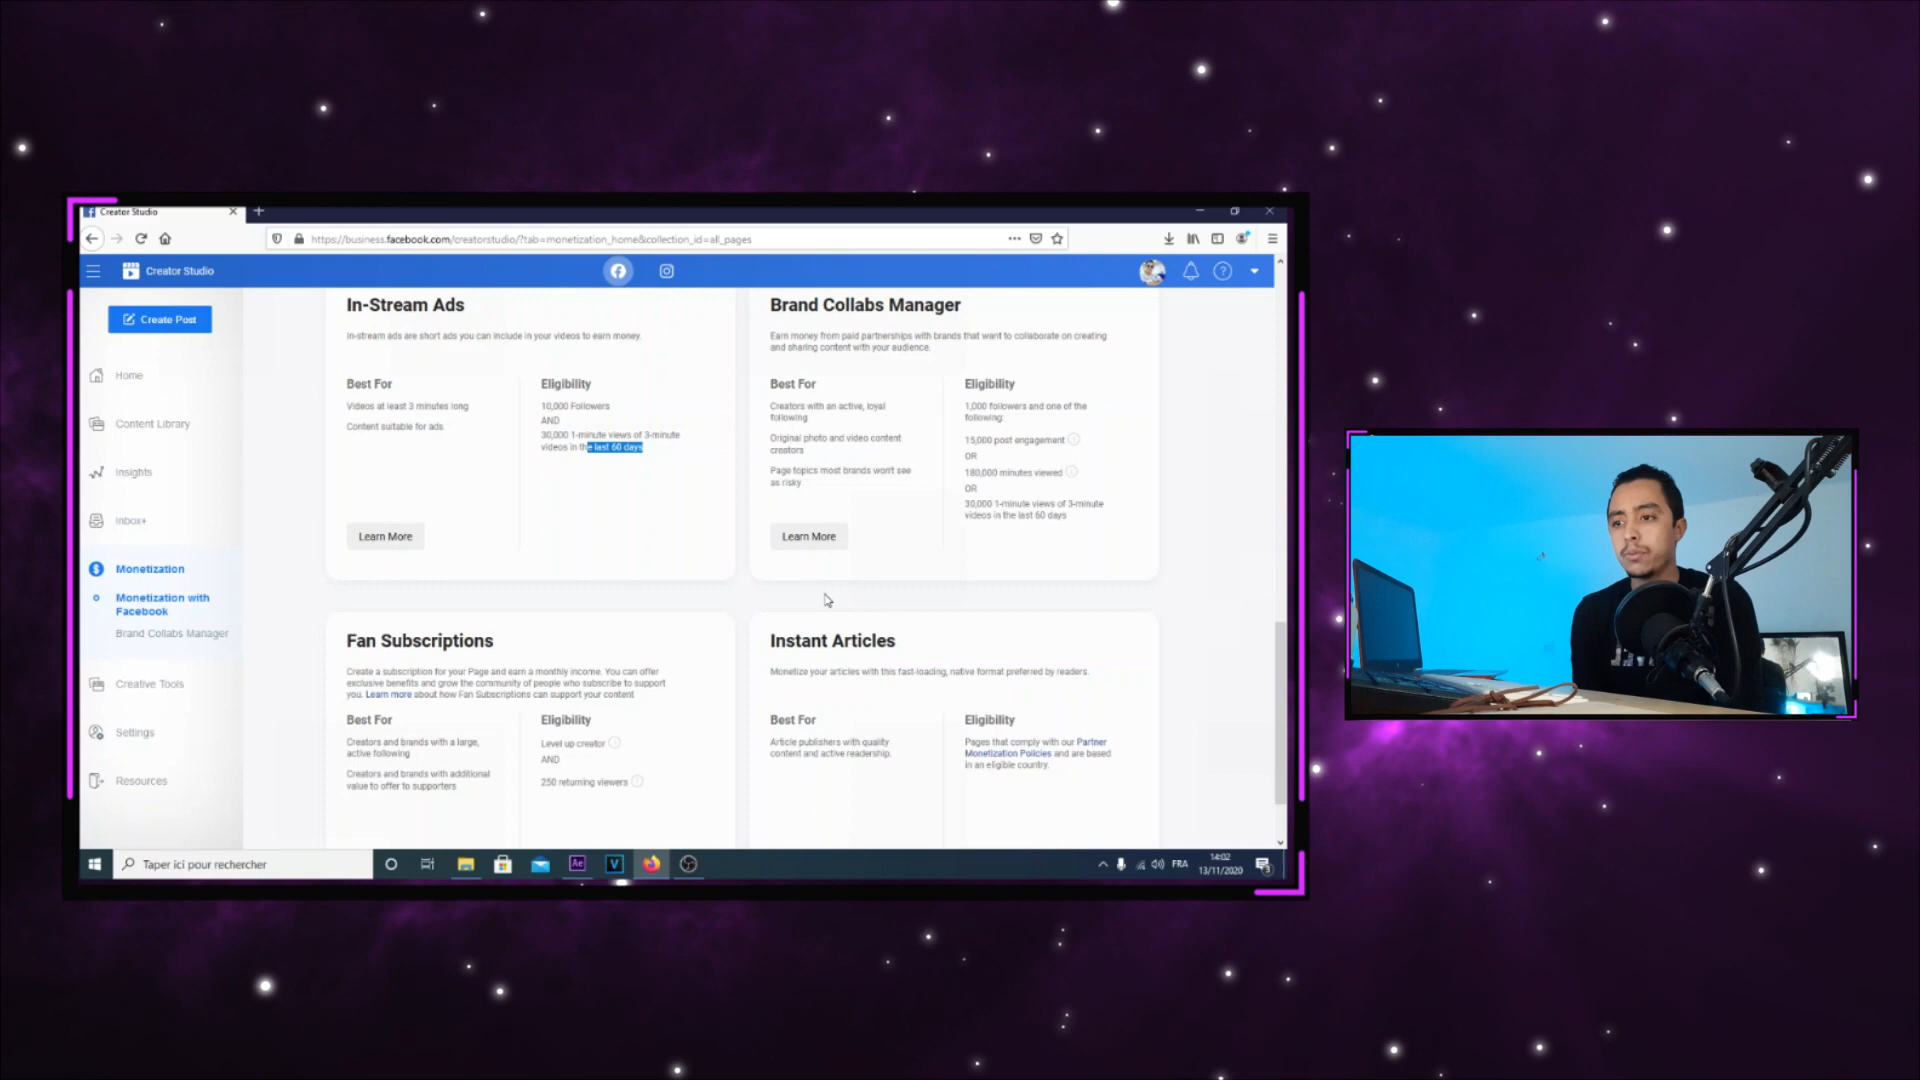 Creator Studio
https://business.facebook.com/creatorstudio/?tab=monetization_home&collection_id=all_pages
Creator Studio
Create Post
Home
Content Library
Insights
Inbox+
Monetization
Monetization with
Facebook
Brand Collabs Manager
Creative Tools
Settings
Resources
In-Stream Ads
In-stream ads are short ads you can include in your videos to earn money.
Best For
Videos at least 3 minutes long
Content suitable for ads
Eligibility
10,000 Followers
AND
30,000 1-minute views of 3-minute
videos in the last 60 days
Learn More
Brand Collabs Manager
Earn money from paid partnerships with brands that want to collaborate on creating
and sharing content with your audience.
Best For
Creators with an active, loyal
following
Original photo and video content
creators
Page topics most brands won't see
as risky
Eligibility
1,000 followers and one of the
following:
15,000 post engagement
OR
180,000 minutes viewed
OR
30,000 1-minute views of 3-minute
videos in the last 60 days
Learn More
Fan Subscriptions
Create a subscription for your Page and earn a monthly income. You can offer
exclusive benefits and grow the community of people who subscribe to support
you. Learn more about how Fan Subscriptions can support your content
Best For
Creators and brands with a large,
active following
Creators and brands with additional
value to offer to supporters
Eligibility
Level up creator
AND
250 returning viewers
Instant Articles
Monetize your articles with this fast-loading, native format preferred by readers.
Best For
Article publishers with quality
content and active readership.
Eligibility
Pages that comply with our Partner
Monetization Policies and are based
in an eligible country.
Taper ici pour rechercher
Ae
V
FRA
14:02
13/11/2020
3